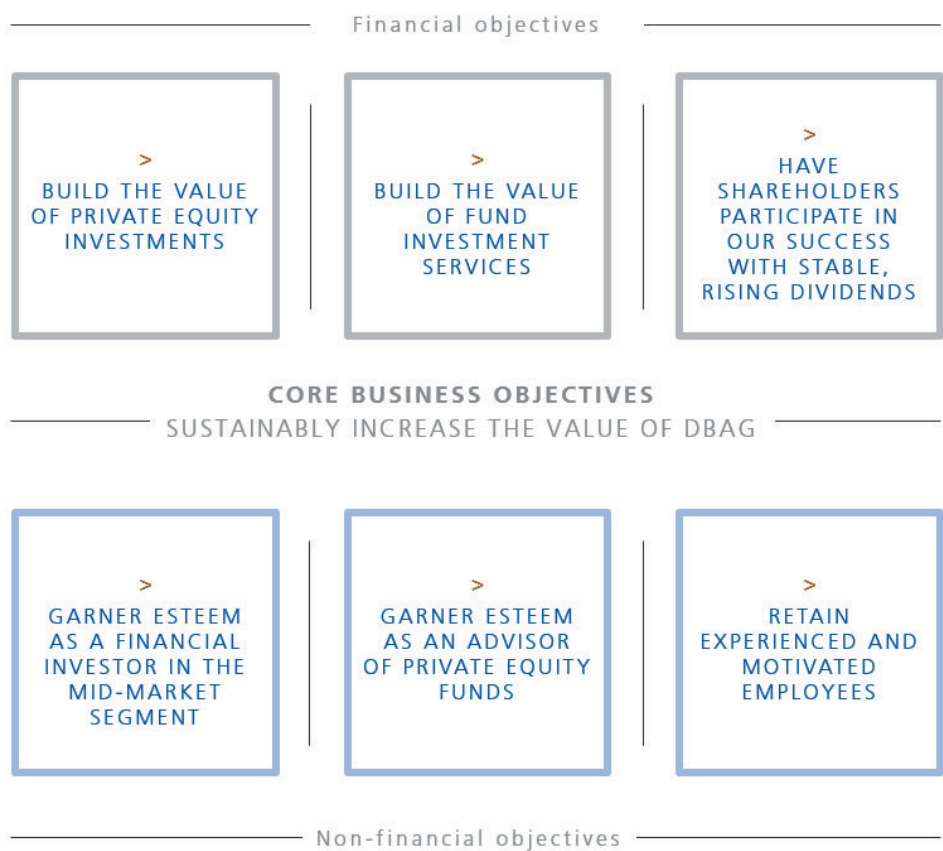 Financial objectives
>
BUILD THE VALUE
OF PRIVATE EQUITY
INVESTMENTS
>
BUILD THE VALUE
OF FUND
INVESTMENT
SERVICES
>
HAVE
SHAREHOLDERS
PARTICIPATE IN
OUR SUCCESS
WITH STABLE,
RISING DIVIDENDS
CORE BUSINESS OBJECTIVES
SUSTAINABLY INCREASE THE VALUE OF DBAG
>
GARNER ESTEEM
AS A FINANCIAL
INVESTOR IN THE
MID-MARKET
SEGMENT
>
GARNER ESTEEM
AS AN ADVISOR
OF PRIVATE EQUITY
FUNDS
>
RETAIN
EXPERIENCED AND
MOTIVATED
EMPLOYEES
Non-financial objectives